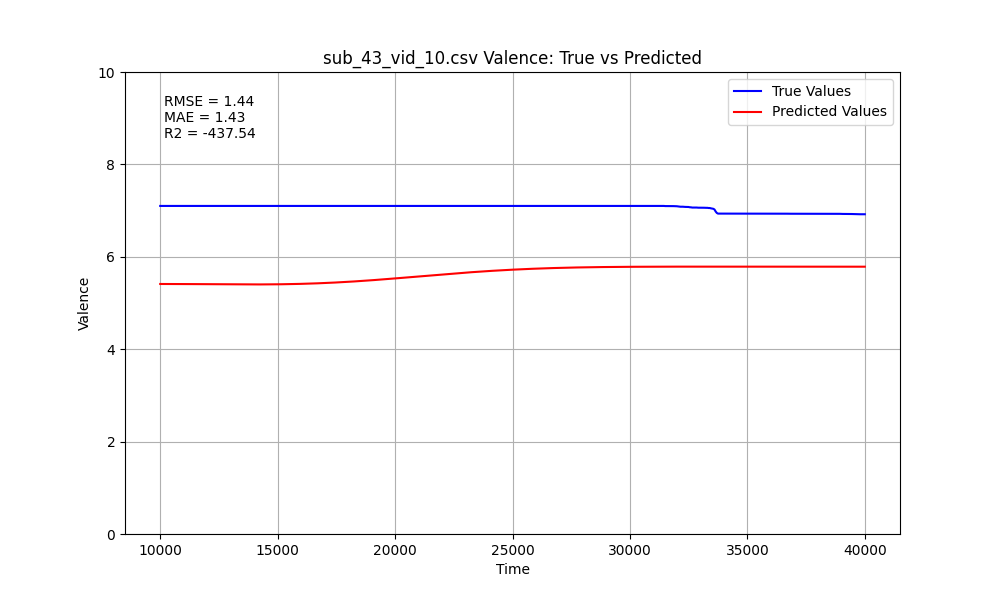 sub_43_vid_10.csv Valence: True vs Predicted
RMSE = 1.44
MAE = 1.43
R2 = -437.54
True Values
Predicted Values
Valence
10
8
6
4
2
0
10000 15000 20000 25000 30000 35000 40000
Time